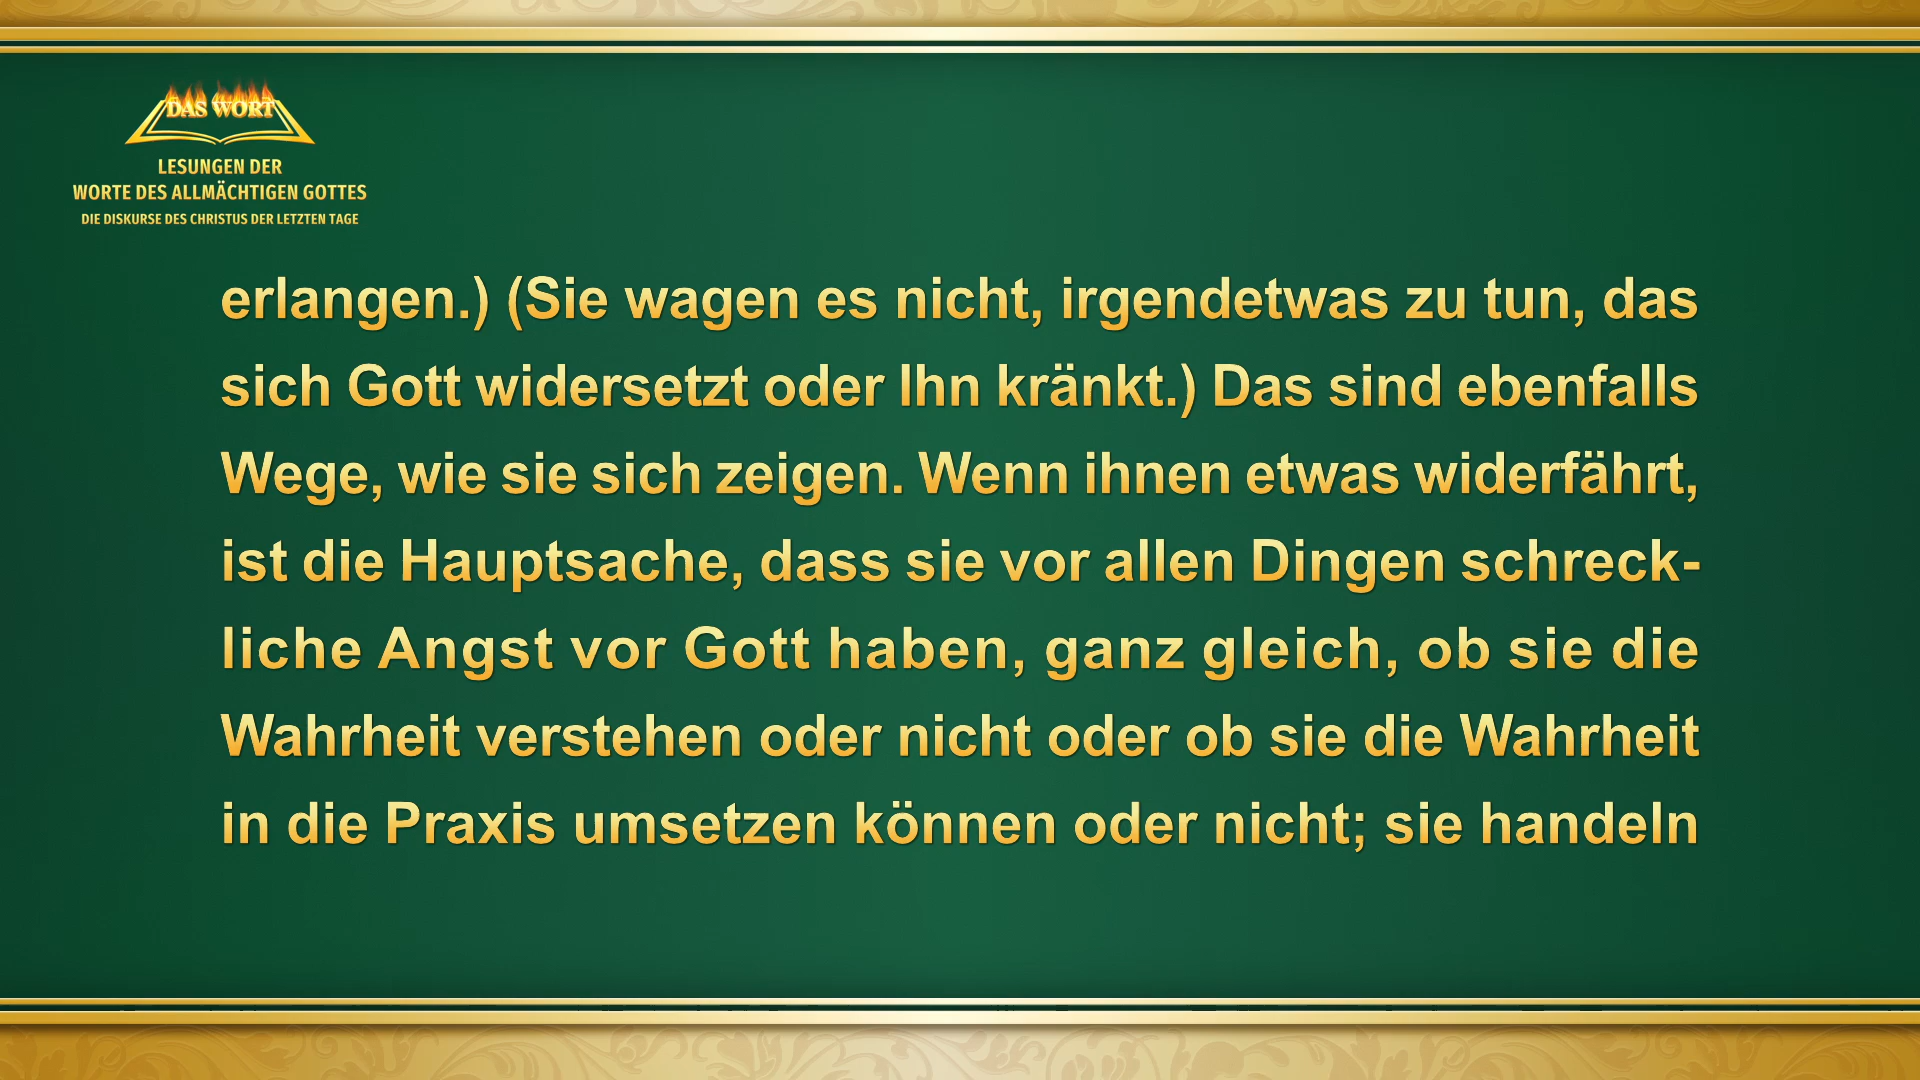 DAS WORT
LESUNGEN DER
WORTE DES ALLMÄCHTIGEN GOTTES
DIE DISKURSE DES CHRISTUS DER LETZTEN TAGE
erlangen.) (Sie wagen es nicht, irgendetwas zu tun, das
sich Gott widersetzt oder Ihn kränkt.) Das sind ebenfalls
Wege, wie sie sich zeigen. Wenn ihnen etwas widerfährt,
ist die Hauptsache, dass sie vor allen Dingen schreck-
liche Angst vor Gott haben, ganz gleich, ob sie die
Wahrheit verstehen oder nicht oder ob sie die Wahrheit
in die Praxis umsetzen können oder nicht; sie handeln